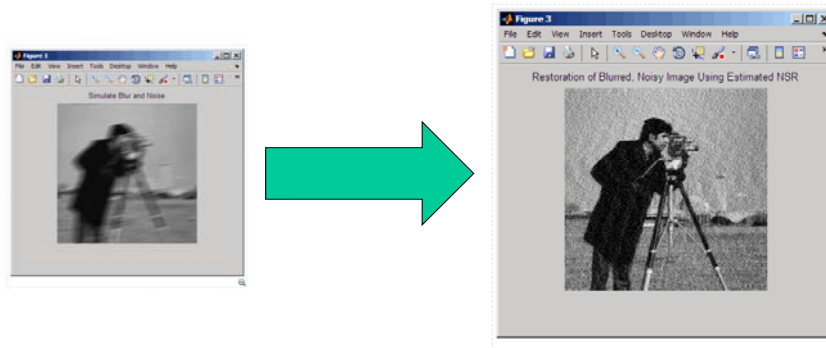 Figure 1
File Edit View Insert Tools Desktop Window Help
Simulate Blur and Noise
Figure 3
File Edit View Insert Tools Desktop Window Help
Restoration of Blurred, Noisy Image Using Estimated NSR